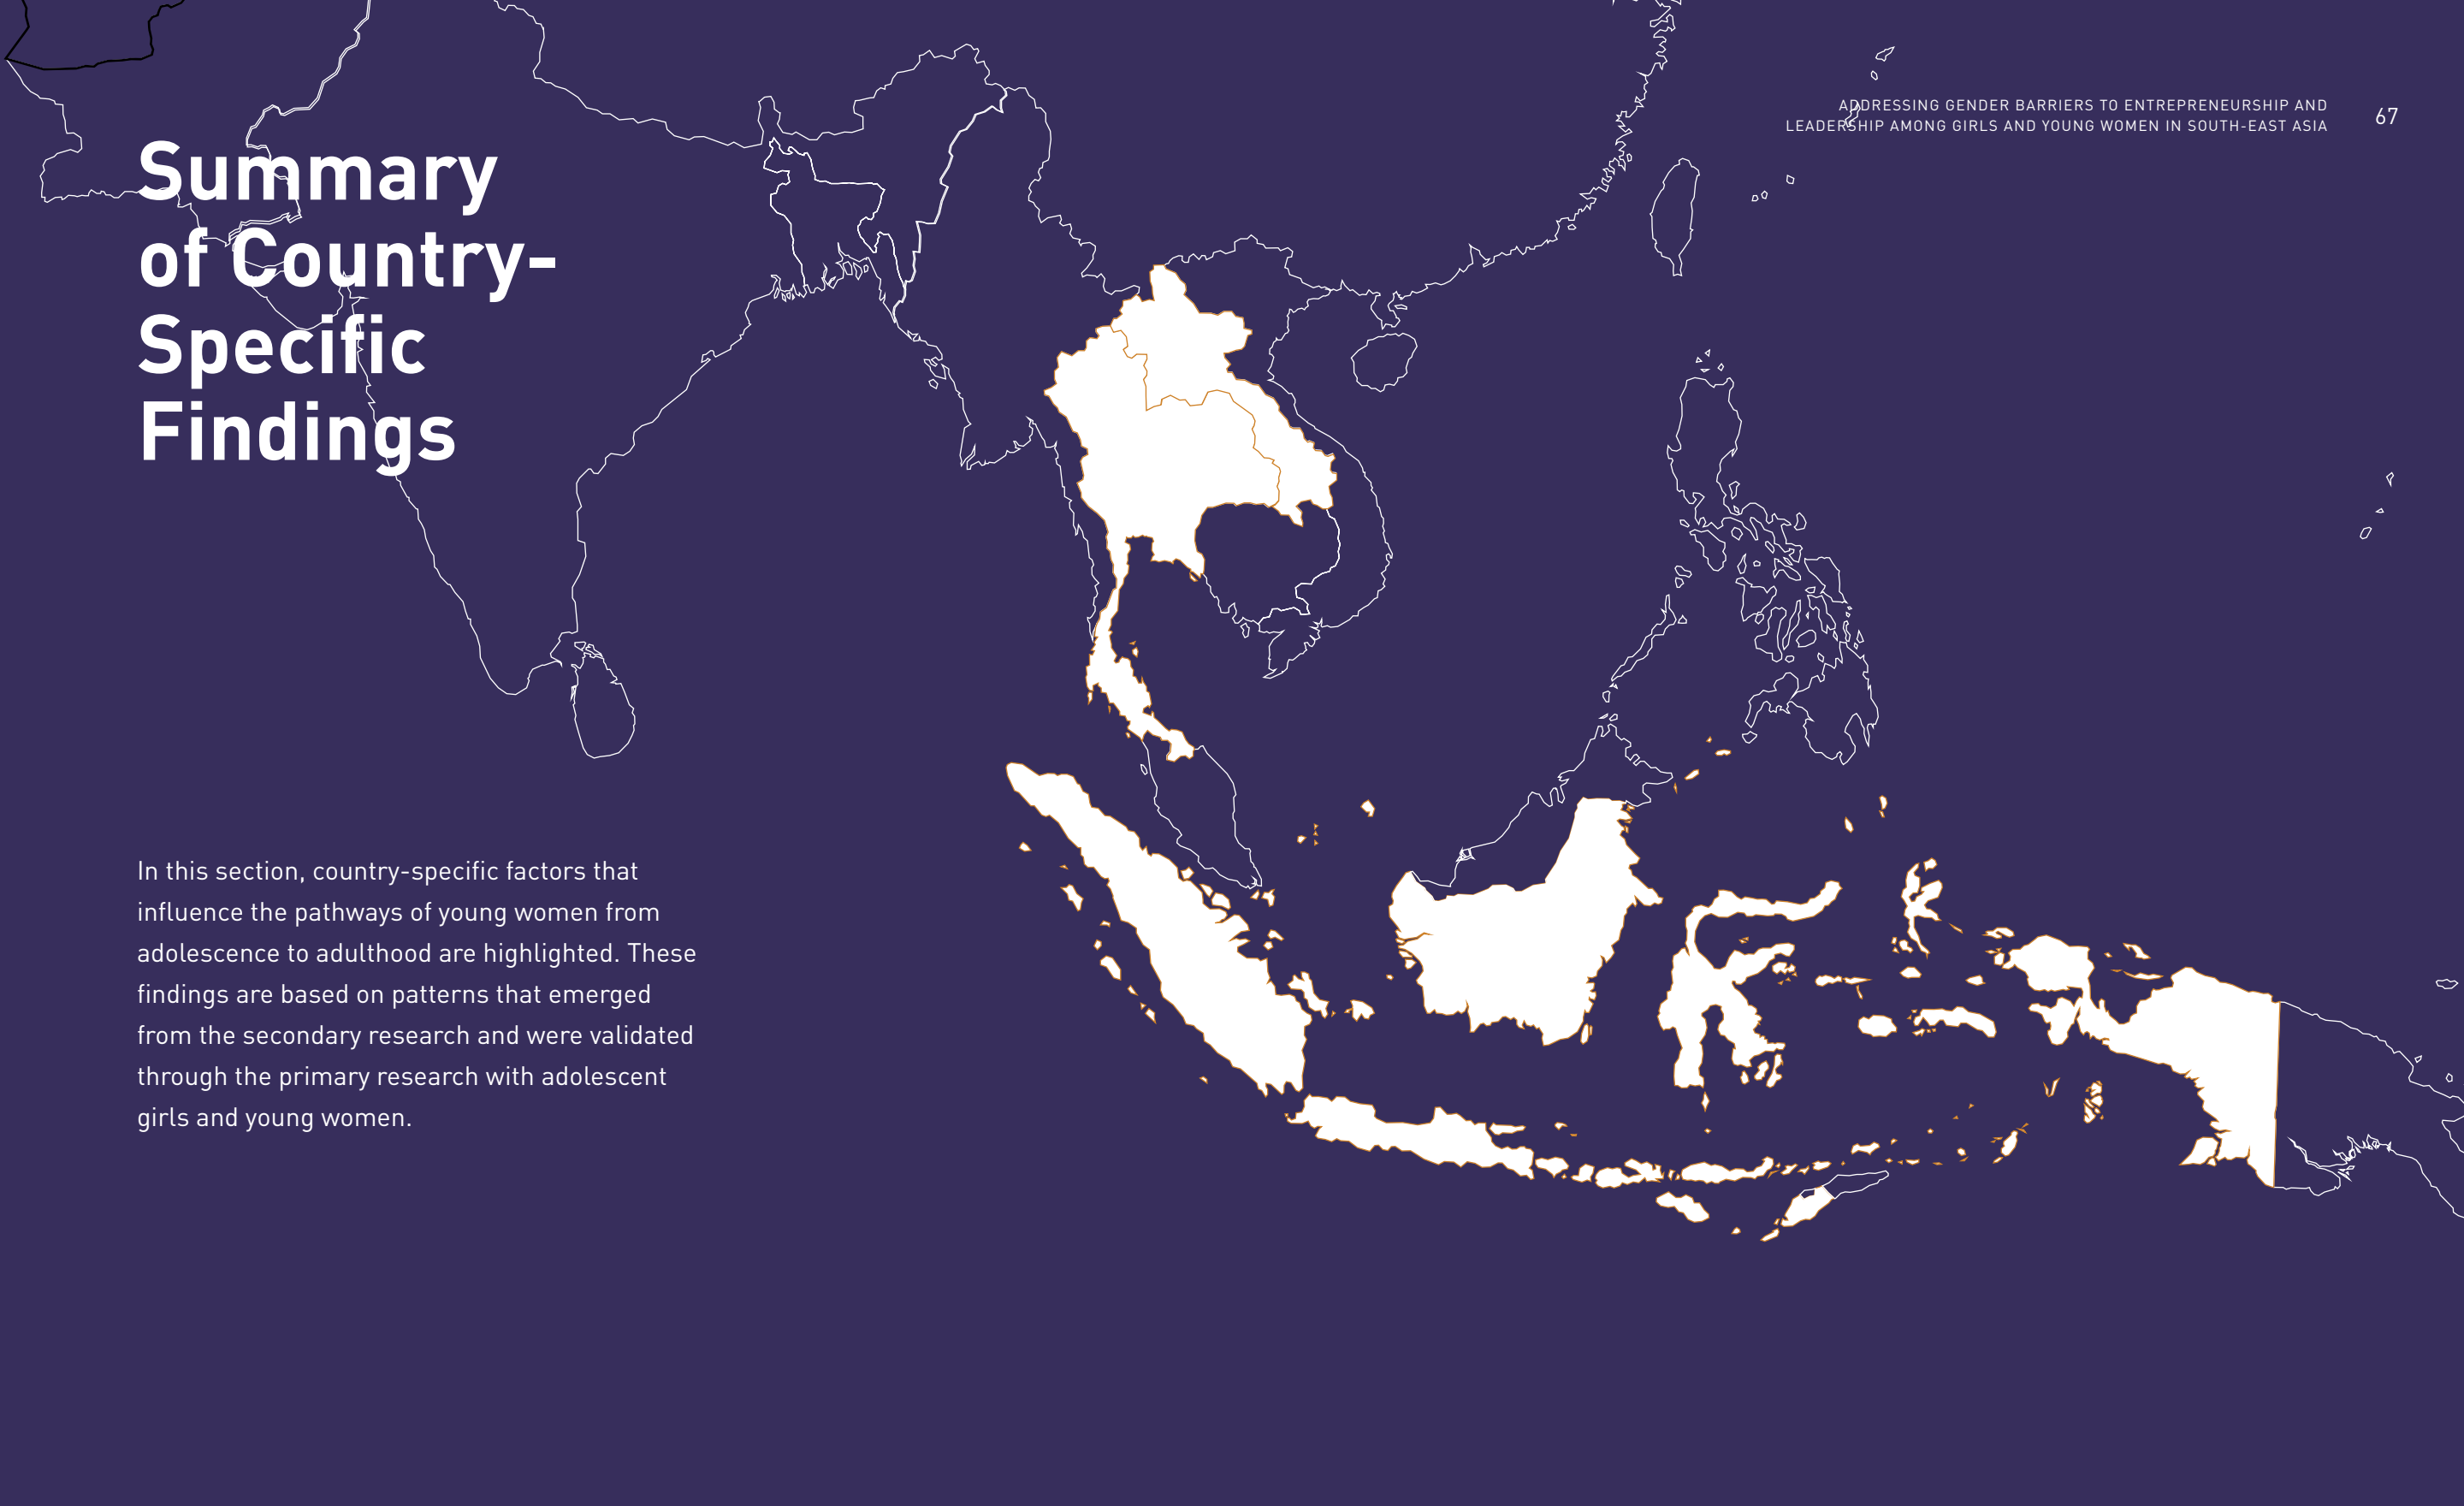 ADDRESSING GENDER BARRIERS TO ENTREPRENEURSHIP AND
LEADERSHIP AMONG GIRLS AND YOUNG WOMEN IN SOUTH-EAST ASIA
67
Summary
of Country-
Specific
Findings
In this section, country-specific factors that
influence the pathways of young women from
adolescence to adulthood are highlighted. These
findings are based on patterns that emerged
from the secondary research and were validated
through the primary research with adolescent
girls and young women.